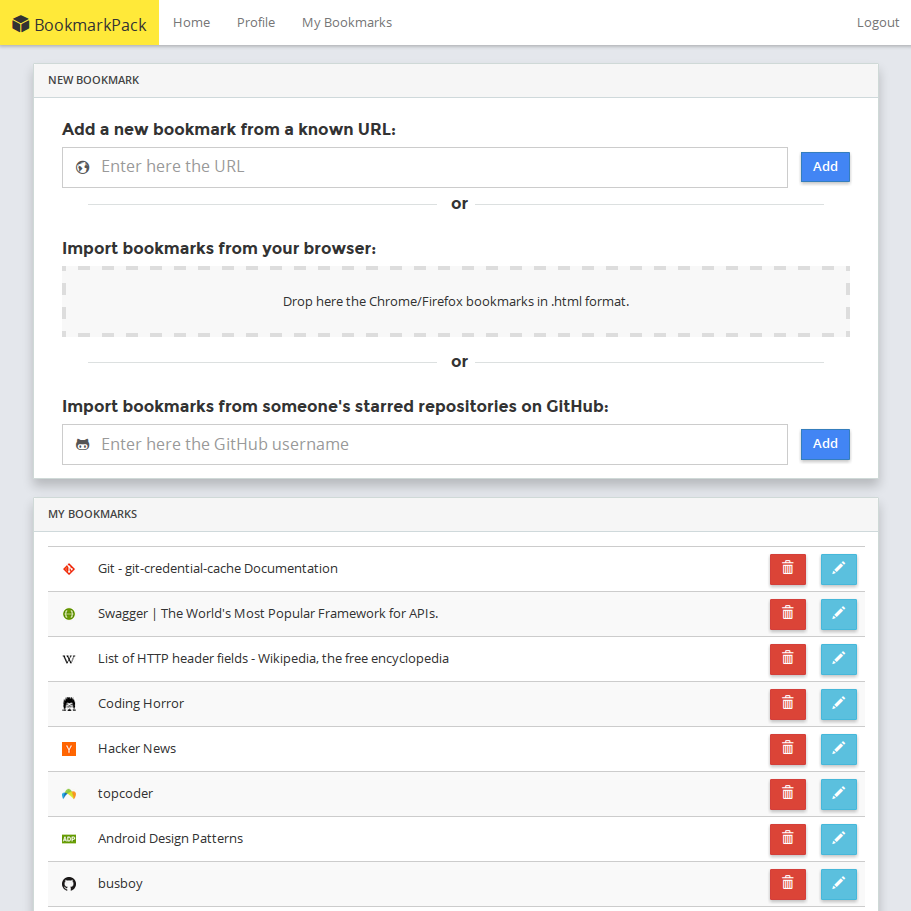 BookmarkPack Home Profile My Bookmarks Logout
NEW BOOKMARK
Add a new bookmark from a known URL:
Enter here the URL Add
or
Import bookmarks from your browser:
Drop here the Chrome/Firefox bookmarks in .html format.
or
Import bookmarks from someone's starred repositories on GitHub:
Enter here the GitHub username Add
MY BOOKMARKS
Git - git-credential-cache Documentation
Swagger | The World's Most Popular Framework for APIs.
W List of HTTP header fields - Wikipedia, the free encyclopedia
Coding Horror
Y Hacker News
topcoder
ADP Android Design Patterns
busboy